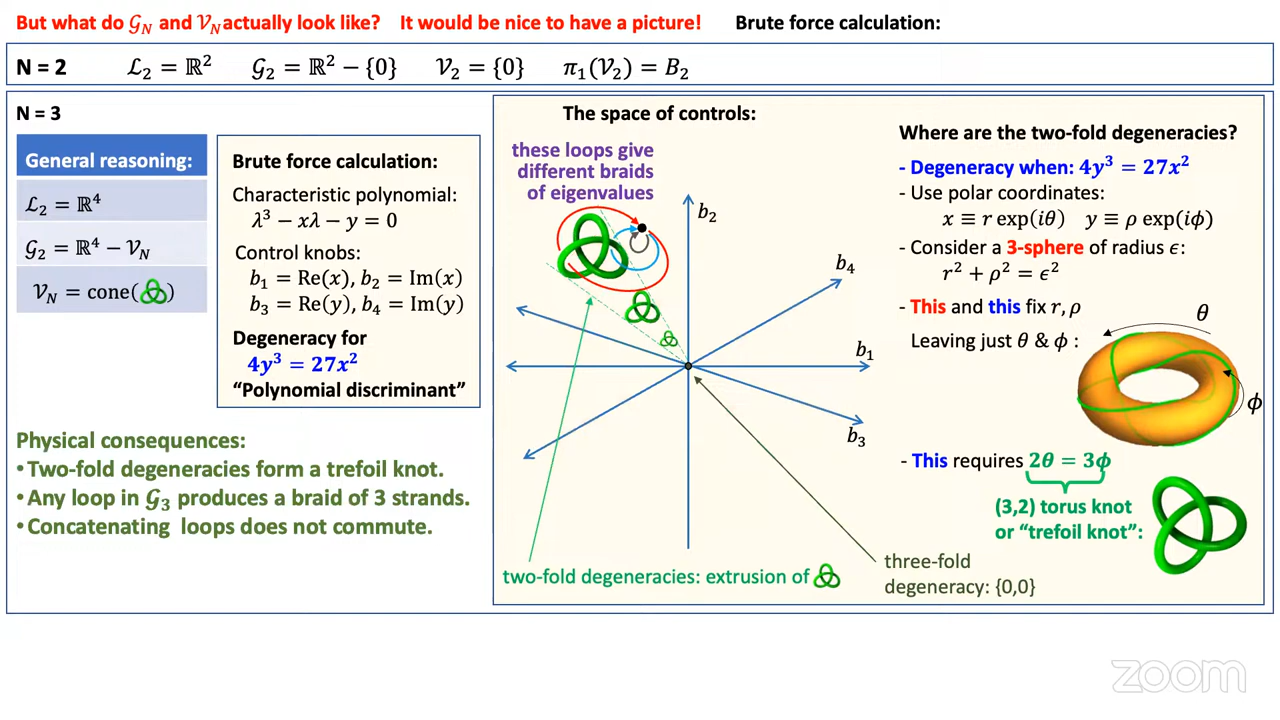 But what do 𝒢_N and 𝒱_N actually look like? It would be nice to have a picture! Brute force calculation:
N = 2 ℒ₂ = ℝ² 𝒢₂ = ℝ² − {0} 𝒱₂ = {0} π₁(𝒱₂) = B₂
N = 3
General reasoning:
ℒ₂ = ℝ⁴
𝒢₂ = ℝ⁴ − 𝒱_N
𝒱_N = cone( )
Brute force calculation:
Characteristic polynomial:
λ³ − xλ − y = 0
Control knobs:
b₁ = Re(x), b₂ = Im(x)
b₃ = Re(y), b₄ = Im(y)
Degeneracy for
4y³ = 27x²
“Polynomial discriminant”
Physical consequences:
• Two-fold degeneracies form a trefoil knot.
• Any loop in 𝒢₃ produces a braid of 3 strands.
• Concatenating loops does not commute.
The space of controls:
these loops give
different braids
of eigenvalues
b₂
b₄
b₁
b₃
two-fold degeneracies: extrusion of
three-fold
degeneracy: {0,0}
Where are the two-fold degeneracies?
- Degeneracy when: 4y³ = 27x²
- Use polar coordinates:
x ≡ r exp(iθ) y ≡ ρ exp(iϕ)
- Consider a 3-sphere of radius ϵ:
r² + ρ² = ϵ²
- This and this fix r, ρ
Leaving just θ & ϕ :
θ
ϕ
- This requires 2θ = 3ϕ
(3,2) torus knot
or “trefoil knot”:
zoom